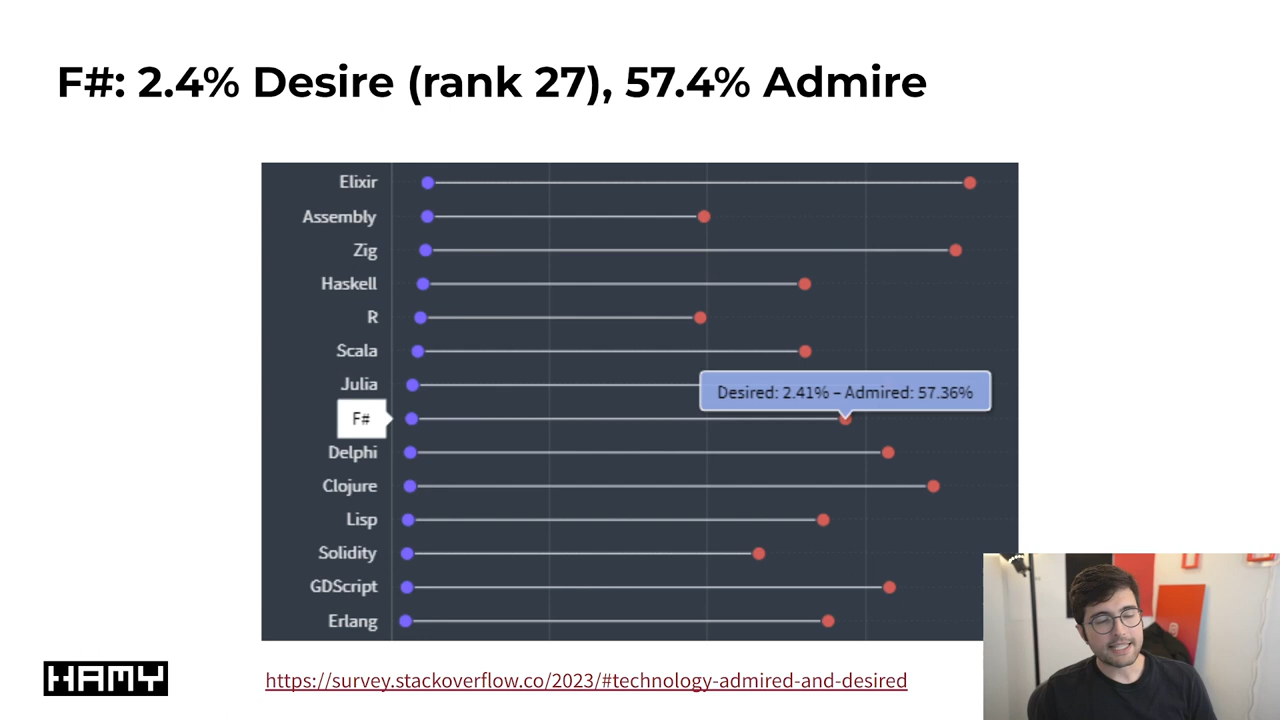 F#: 2.4% Desire (rank 27), 57.4% Admire
Elixir
Assembly
Zig
Haskell
R
Scala
Julia
Desired: 2.41% – Admired: 57.36%
F#
Delphi
Clojure
Lisp
Solidity
GDScript
Erlang
HAMY
https://survey.stackoverflow.co/2023/#technology-admired-and-desired